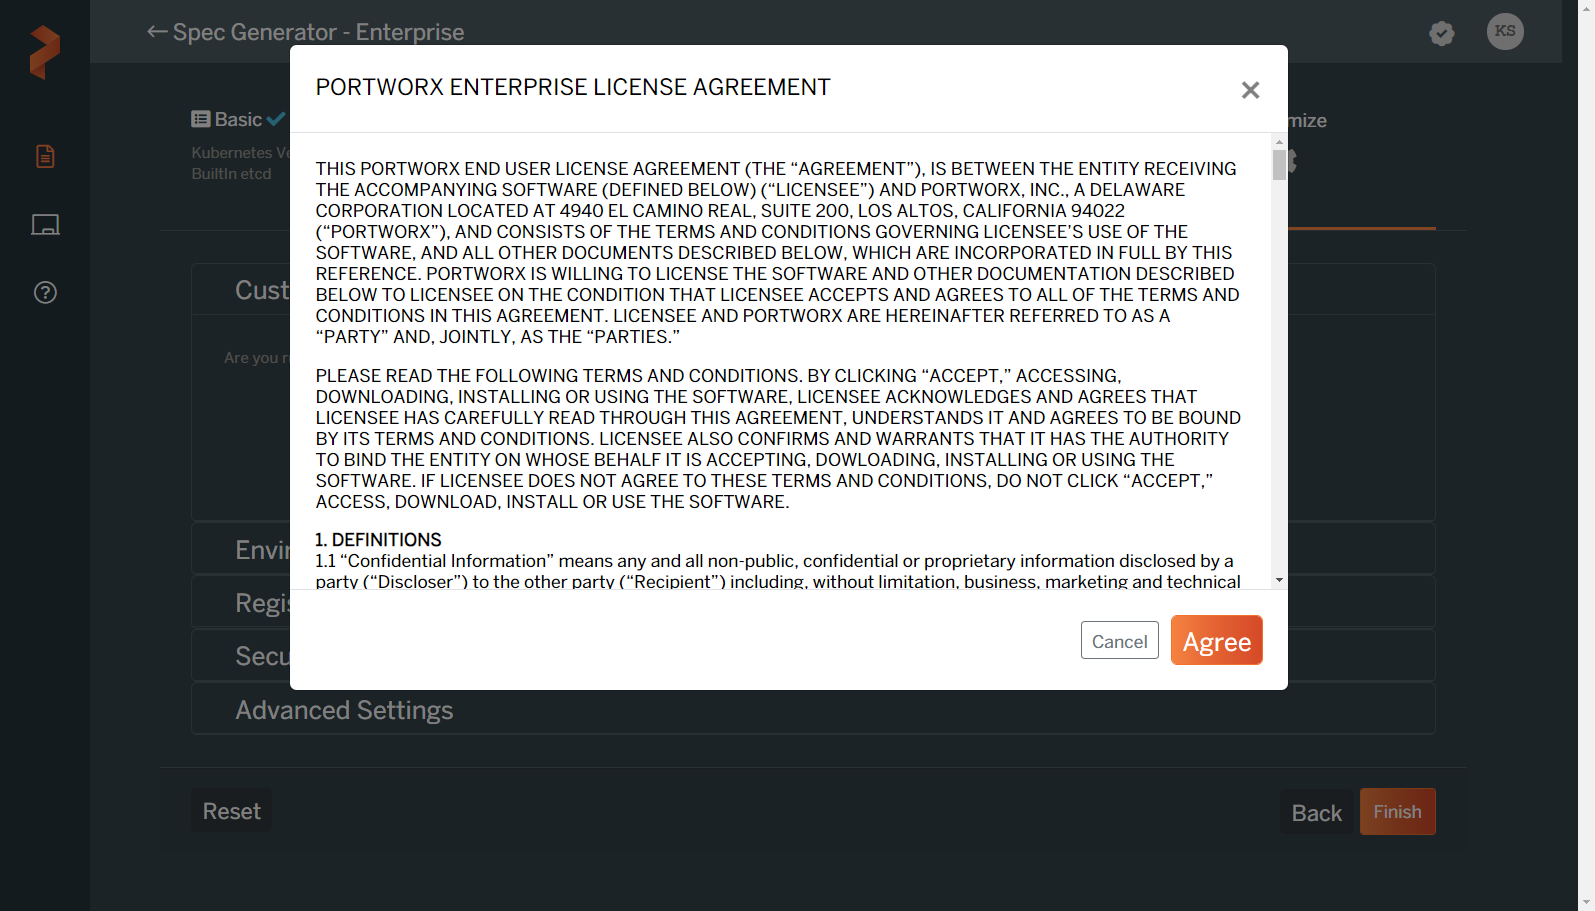 Spec Generator - Enterprise
KS
PORTWORX ENTERPRISE LICENSE AGREEMENT
Basic
Kubernetes
BuiltIn etcd
THIS PORTWORX END USER LICENSE AGREEMENT (THE “AGREEMENT”), IS BETWEEN THE ENTITY RECEIVING
THE ACCOMPANYING SOFTWARE (DEFINED BELOW) (“LICENSEE”) AND PORTWORX, INC., A DELAWARE
CORPORATION LOCATED AT 4940 EL CAMINO REAL, SUITE 200, LOS ALTOS, CALIFORNIA 94022
(“PORTWORX”), AND CONSISTS OF THE TERMS AND CONDITIONS GOVERNING LICENSEE’S USE OF THE
SOFTWARE, AND ALL OTHER DOCUMENTS DESCRIBED BELOW, WHICH ARE INCORPORATED IN FULL BY THIS
REFERENCE. PORTWORX IS WILLING TO LICENSE THE SOFTWARE AND OTHER DOCUMENTATION DESCRIBED
BELOW TO LICENSEE ON THE CONDITION THAT LICENSEE ACCEPTS AND AGREES TO ALL OF THE TERMS AND
CONDITIONS IN THIS AGREEMENT. LICENSEE AND PORTWORX ARE HEREINAFTER REFERRED TO AS A
“PARTY” AND, JOINTLY, AS THE “PARTIES.”
PLEASE READ THE FOLLOWING TERMS AND CONDITIONS. BY CLICKING “ACCEPT,” ACCESSING,
DOWNLOADING, INSTALLING OR USING THE SOFTWARE, LICENSEE ACKNOWLEDGES AND AGREES THAT
LICENSEE HAS CAREFULLY READ THROUGH THIS AGREEMENT, UNDERSTANDS IT AND AGREES TO BE BOUND
BY ITS TERMS AND CONDITIONS. LICENSEE ALSO CONFIRMS AND WARRANTS THAT IT HAS THE AUTHORITY
TO BIND THE ENTITY ON WHOSE BEHALF IT IS ACCEPTING, DOWLOADING, INSTALLING OR USING THE
SOFTWARE. IF LICENSEE DOES NOT AGREE TO THESE TERMS AND CONDITIONS, DO NOT CLICK “ACCEPT,”
ACCESS, DOWNLOAD, INSTALL OR USE THE SOFTWARE.
1. DEFINITIONS
1.1 “Confidential Information” means any and all non-public, confidential or proprietary information disclosed by a
party (“Discloser”) to the other party (“Recipient”) including, without limitation, business, marketing and technical
mize
Cust
Are you
Envir
Regis
Secu
Cancel
Agree
Advanced Settings
Reset
Back
Finish